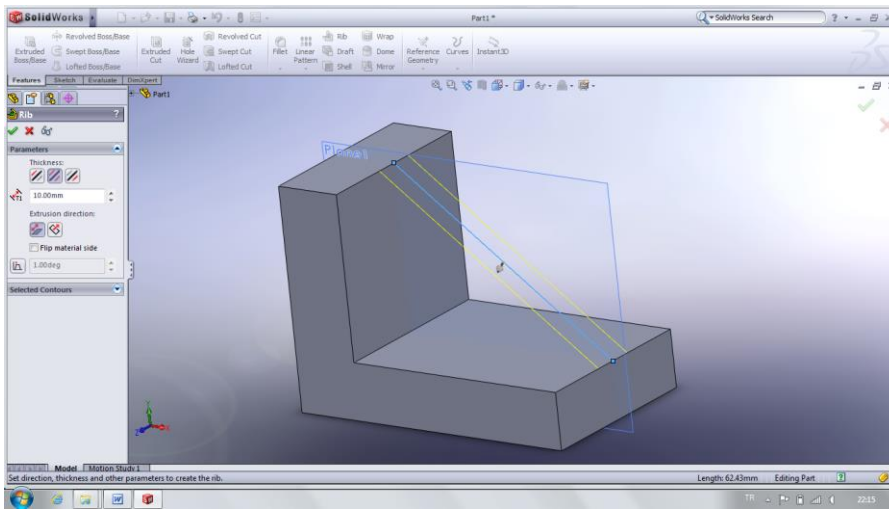 SolidWorks
Part1 *
SolidWorks Search
Extruded Boss/Base
Revolved Boss/Base
Swept Boss/Base
Lofted Boss/Base
Extruded Cut
Hole Wizard
Revolved Cut
Swept Cut
Lofted Cut
Fillet
Linear Pattern
Rib
Draft
Shell
Wrap
Dome
Mirror
Reference Geometry
Curves
Instant3D
Features Sketch Evaluate DimXpert
Part1
Rib ?
Parameters
Thickness:
10.00mm
Extrusion direction:
Flip material side
1.00deg
Selected Contours
Plane1
Model Motion Study 1
Set direction, thickness and other parameters to create the rib.
Length: 62.43mm Editing Part
TR 22:15